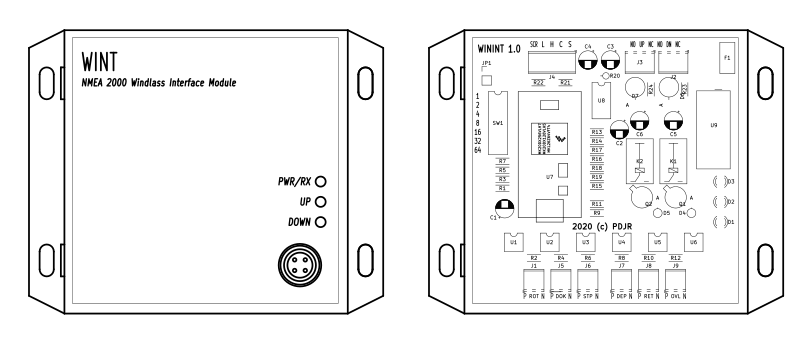 WINT
NMEA 2000 Windlass Interface Module
PWR/RX
UP
DOWN
WININT 1.0
SCR L H C S
C4
C3
NO UP NC NO DN NC
F1
JP1
J4
J3
J2
R22
R21
R20
D7
R24
R23
1
2
4
8
16
32
64
SW1
U8
A
A
U9
C2
C6
C5
R13
R14
R17
R16
R18
R19
R15
R7
R5
R3
R1
U7
K2
K1
D3
Q2
A
Q1
A
D2
C1
R11
R9
D5
D4
D1
2020 (c) PDJR
U1
U2
U3
U4
U5
U6
R2
R4
R6
R8
R10
R12
J1
J5
J6
J7
J8
J9
P ROT N
P DOK N
P STP N
P DEP N
P RET N
P OVL N